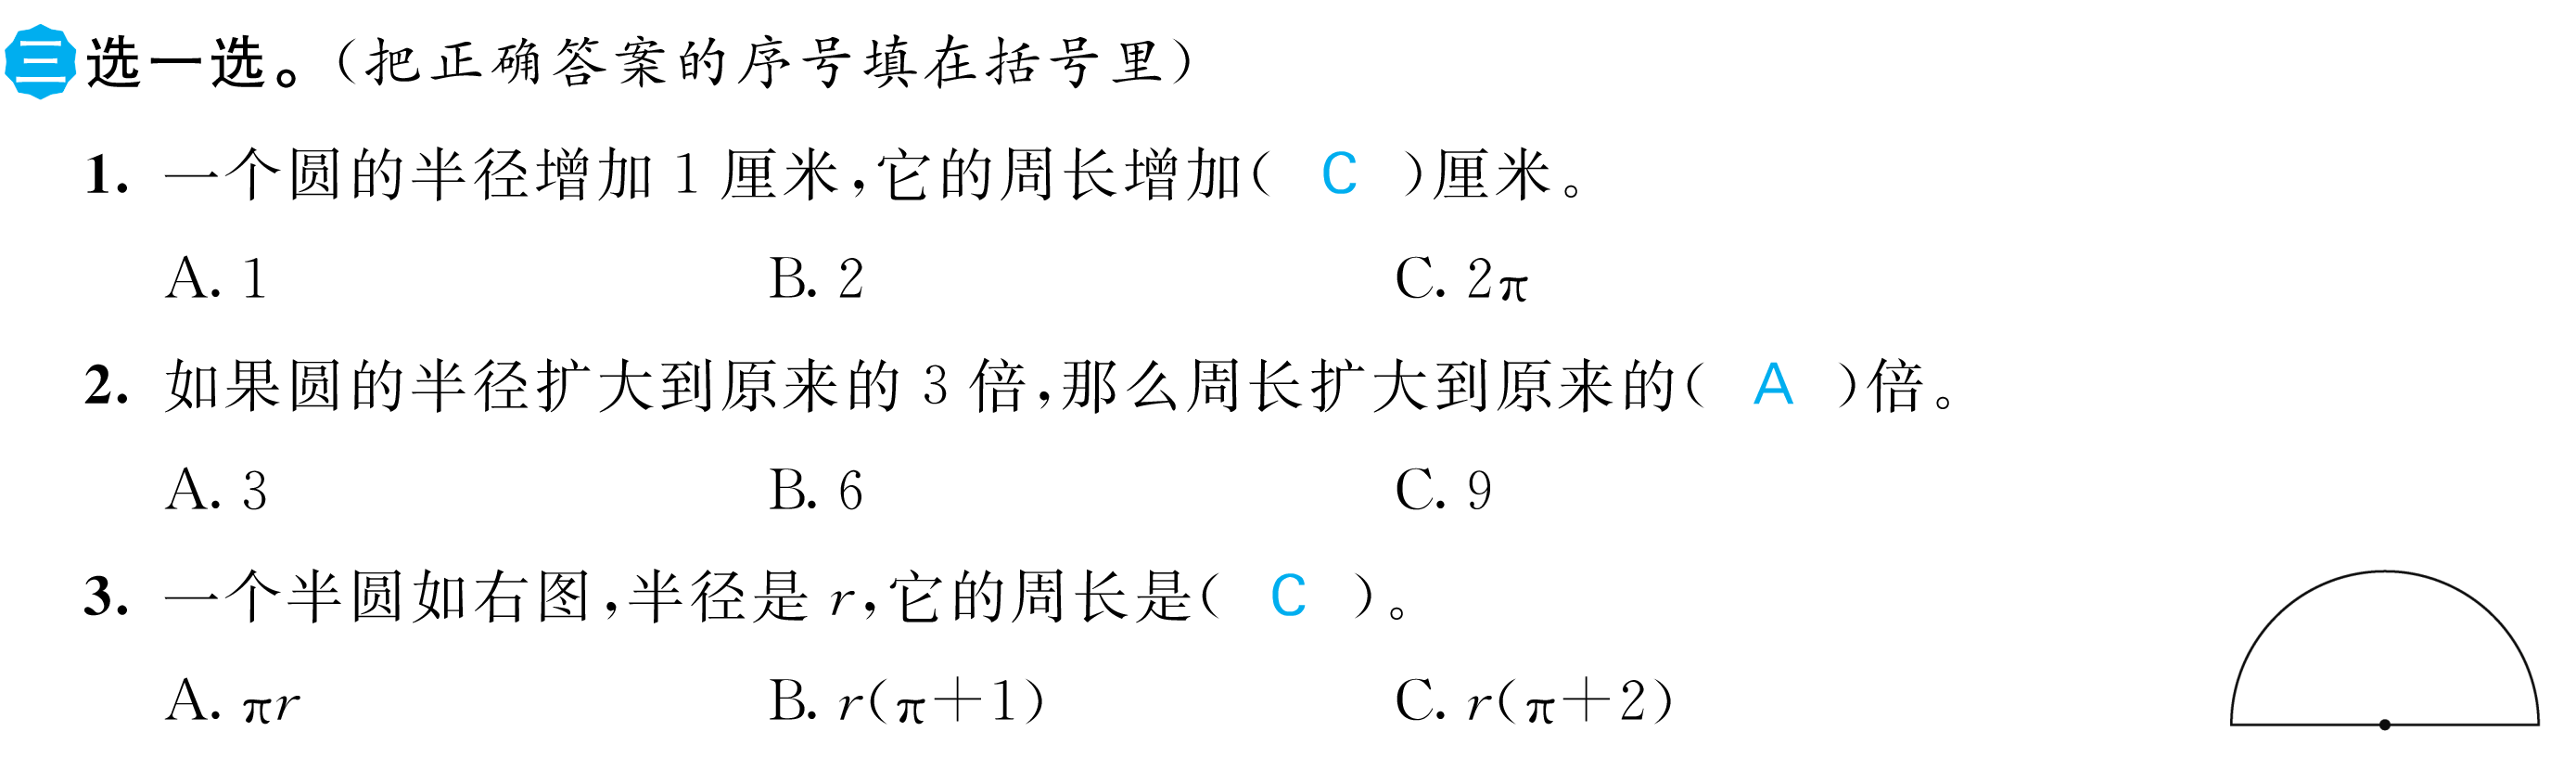 三 选一选。(把正确答案的序号填在括号里)
1. 一个圆的半径增加 1 厘米,它的周长增加( C )厘米。
A. 1 B. 2 C. 2π
2. 如果圆的半径扩大到原来的 3 倍,那么周长扩大到原来的( A )倍。
A. 3 B. 6 C. 9
3. 一个半圆如右图,半径是 r,它的周长是( C )。
A. πr B. r(π+1) C. r(π+2)